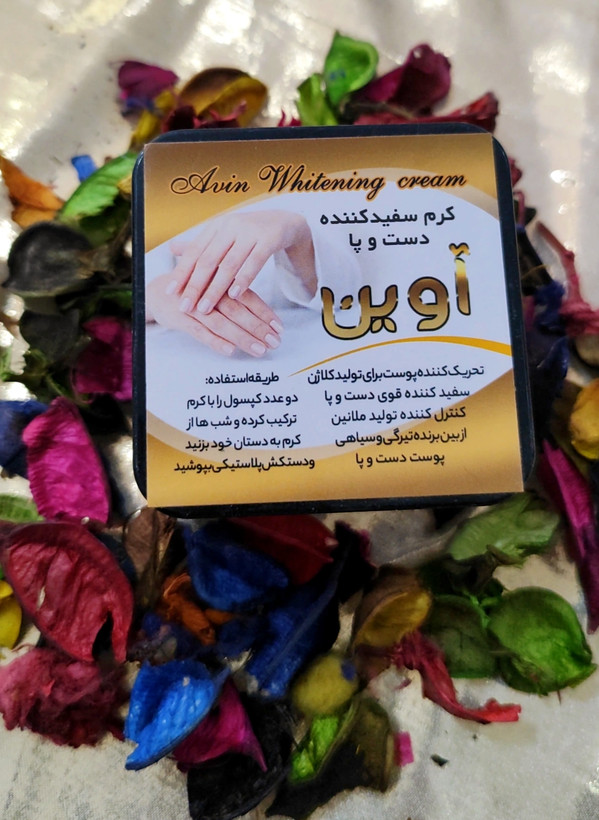 Avin Whitening cream
کرم سفیدکننده
دست و پا
آوین
تحریک‌کننده پوست برای تولید کلاژن
سفید کننده قوی دست و پا
کنترل کننده تولید ملانین
ازبین‌برنده تیرگی و سیاهی
پوست دست و پا
طریقه استفاده:
دو عدد کپسول را با کرم
ترکیب کرده و شب ها از
کرم به دستان خود بزنید
ودستکش پلاستیکی بپوشید